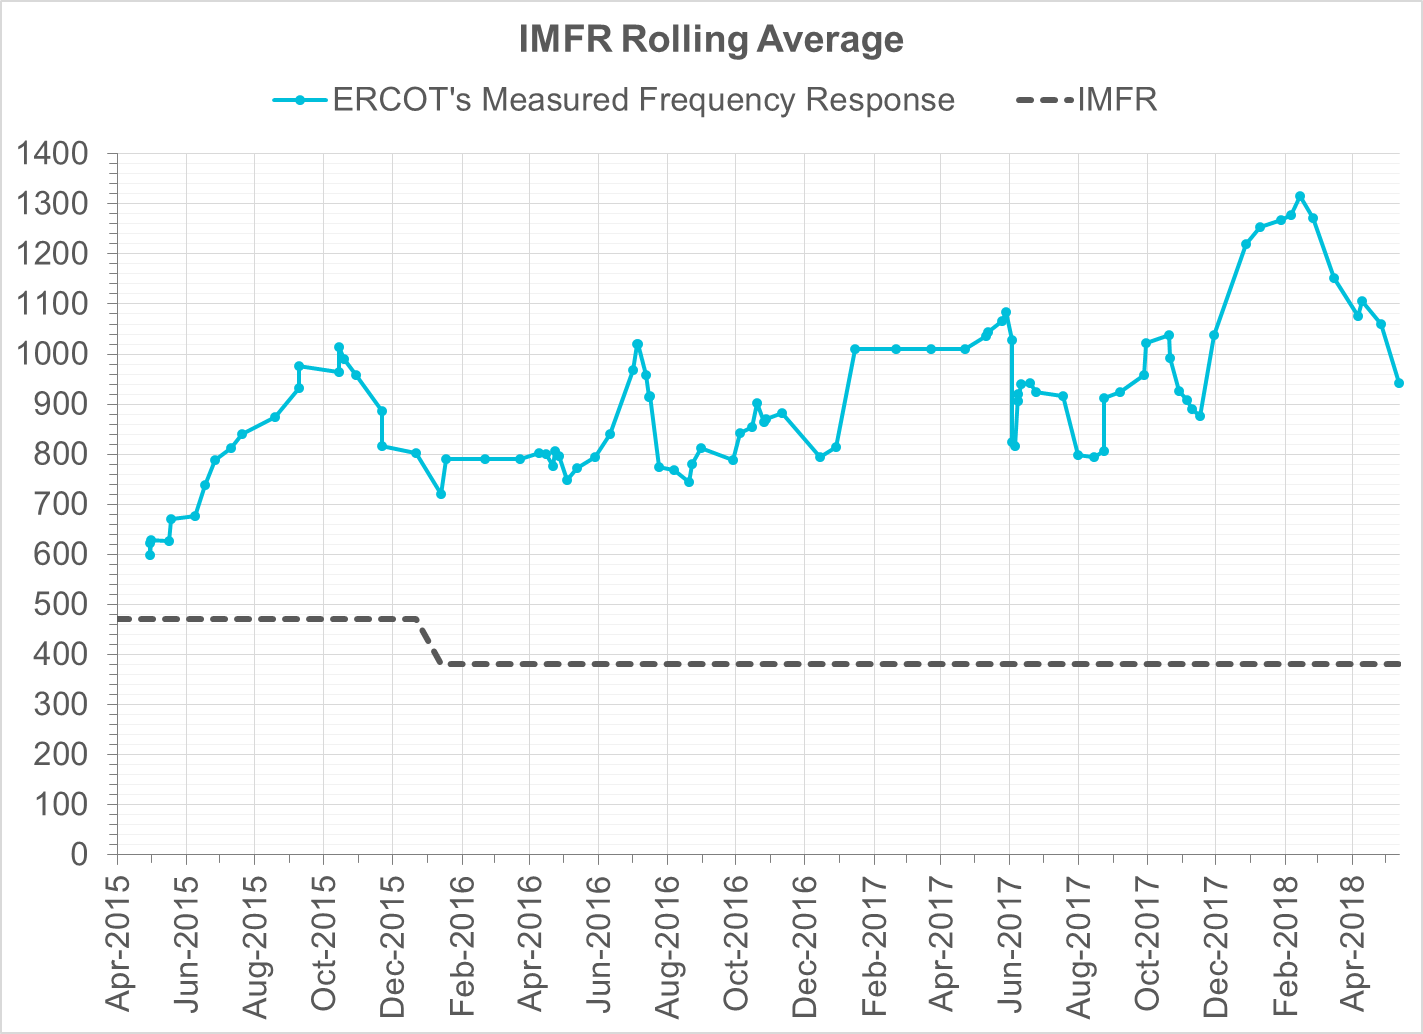 IMFR Rolling Average
ERCOT's Measured Frequency Response
IMFR
1400
1300
1200
1100
1000
900
800
700
600
500
400
300
200
100
0
Apr-2015
Jun-2015
Aug-2015
Oct-2015
Dec-2015
Feb-2016
Apr-2016
Jun-2016
Aug-2016
Oct-2016
Dec-2016
Feb-2017
Apr-2017
Jun-2017
Aug-2017
Oct-2017
Dec-2017
Feb-2018
Apr-2018